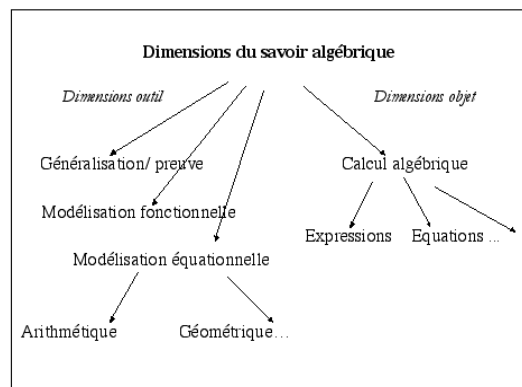 Dimensions du savoir algébrique
Dimensions outil
Dimensions objet
Généralisation/ preuve
Calcul algébrique
Modélisation fonctionnelle
Expressions
Equations ...
Modélisation équationnelle
Arithmétique
Géométrique...